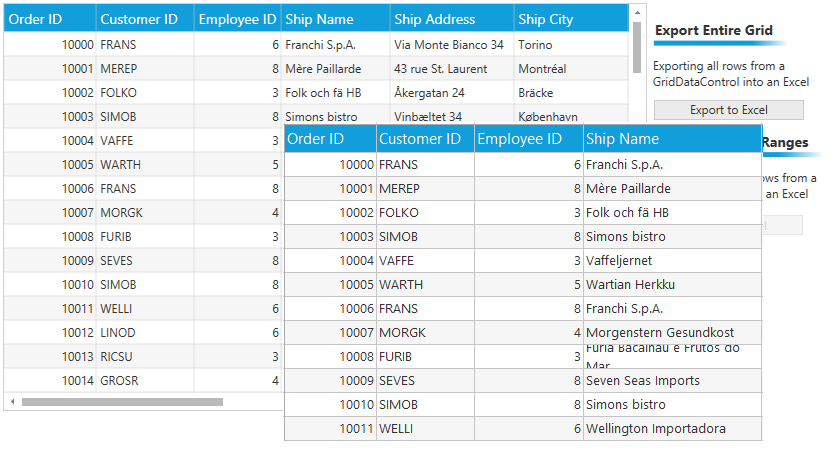 Order ID Customer ID Employee ID Ship Name Ship Address Ship City
10000 FRANS 6 Franchi S.p.A. Via Monte Bianco 34 Torino
10001 MEREP 8 Mère Paillarde 43 rue St. Laurent Montréal
10002 FOLKO 3 Folk och fä HB Åkergatan 24 Bräcke
10003 SIMOB 8 Simons bistro Vinbæltet 34 København
10004 VAFFE 3
10005 WARTH 5
10006 FRANS 8
10007 MORGK 4
10008 FURIB 3
10009 SEVES 8
10010 SIMOB 8
10011 WELLI 6
10012 LINOD 6
10013 RICSU 3
10014 GROSR 4
Order ID Customer ID Employee ID Ship Name
10000 FRANS 6 Franchi S.p.A.
10001 MEREP 8 Mère Paillarde
10002 FOLKO 3 Folk och fä HB
10003 SIMOB 8 Simons bistro
10004 VAFFE 3 Vaffeljernet
10005 WARTH 5 Wartian Herkku
10006 FRANS 8 Franchi S.p.A.
10007 MORGK 4 Morgenstern Gesundkost
10008 FURIB 3 Furia Bacalhau e Frutos do
Mar
10009 SEVES 8 Seven Seas Imports
10010 SIMOB 8 Simons bistro
10011 WELLI 6 Wellington Importadora
Export Entire Grid
Exporting all rows from a
GridDataControl into an Excel
Export to Excel
Ranges
ows from a
an Excel